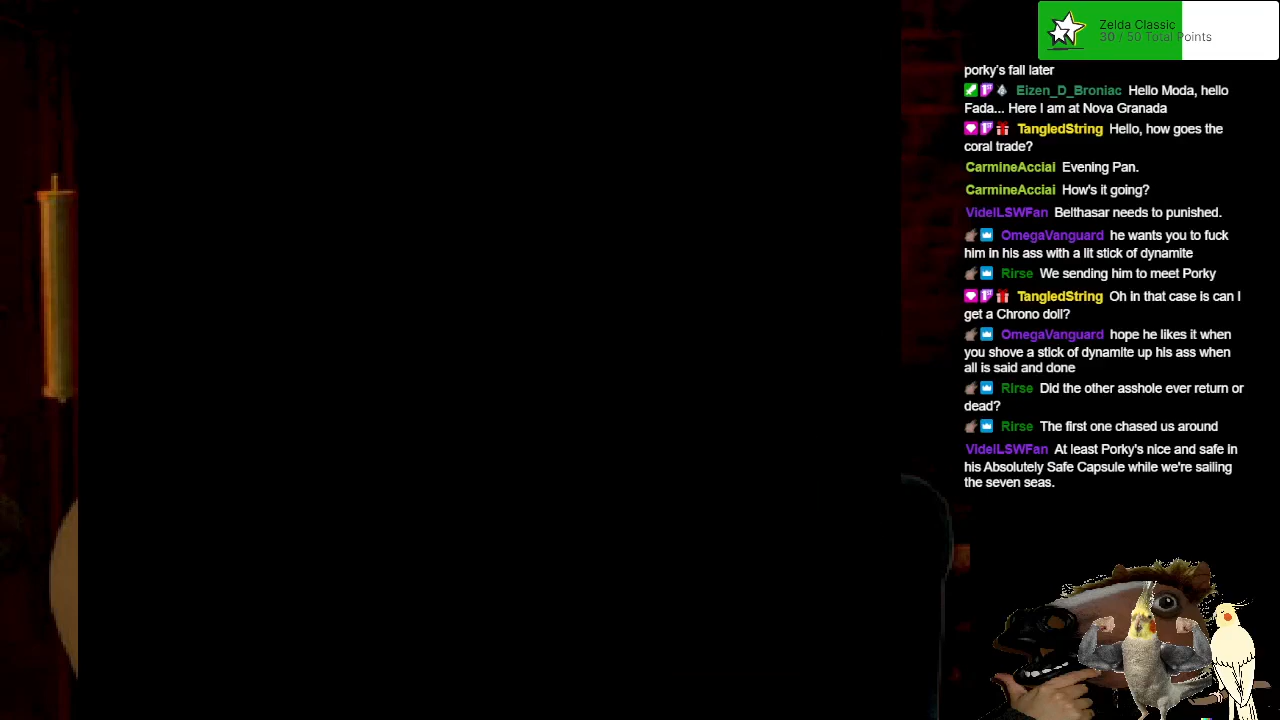 Zelda Classic
30 / 50 Total Points
porky's fall later
Eizen_D_Broniac Hello Moda, hello
Fada... Here I am at Nova Granada
TangledString Hello, how goes the
coral trade?
CarmineAcciai Evening Pan.
CarmineAcciai How's it going?
VidelLSWFan Belthasar needs to punished.
OmegaVanguard he wants you to fuck
him in his ass with a lit stick of dynamite
Rirse We sending him to meet Porky
TangledString Oh in that case is can I
get a Chrono doll?
OmegaVanguard hope he likes it when
you shove a stick of dynamite up his ass when
all is said and done
Rirse Did the other asshole ever return or
dead?
Rirse The first one chased us around
VidelLSWFan At least Porky's nice and safe in
his Absolutely Safe Capsule while we're sailing
the seven seas.